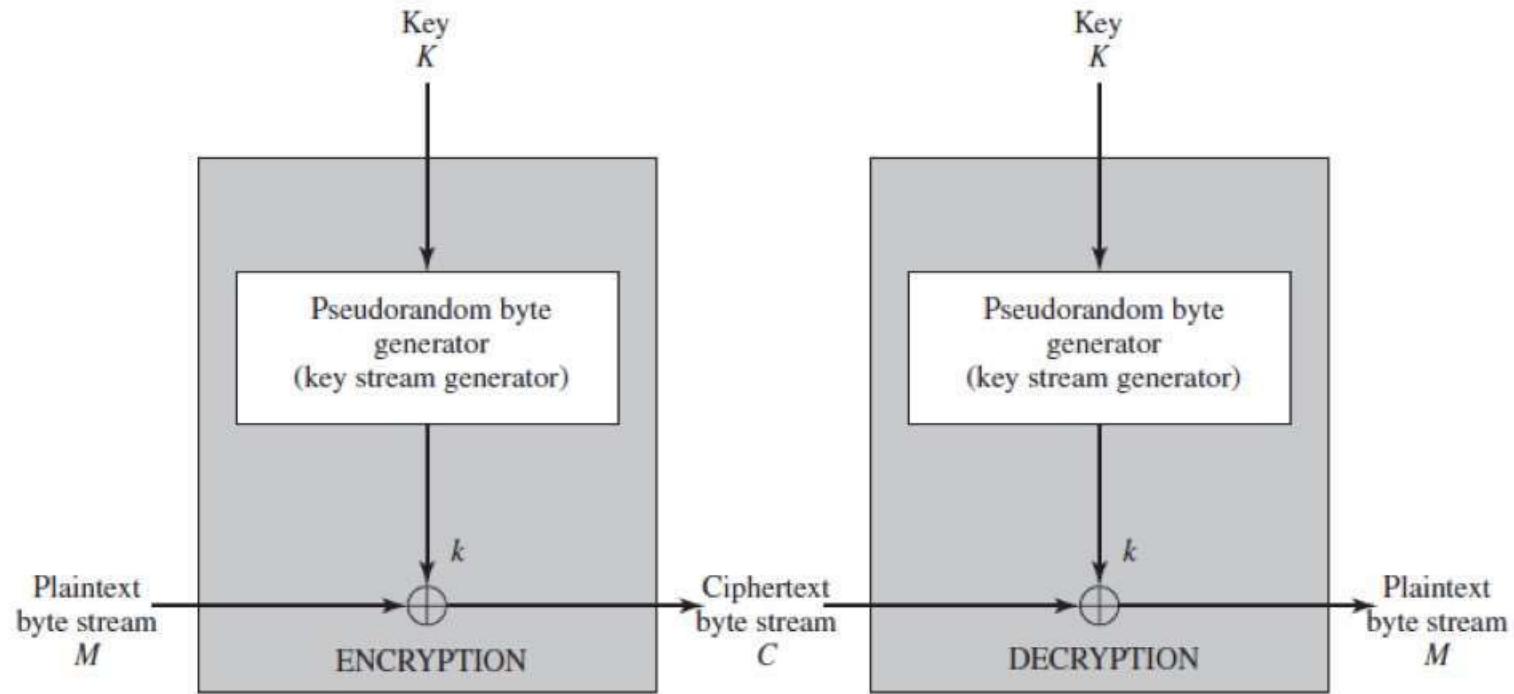 Key
K
Key
K
Pseudorandom byte
generator
(key stream generator)
Pseudorandom byte
generator
(key stream generator)
k
k
Plaintext
byte stream
M
ENCRYPTION
Ciphertext
byte stream
C
DECRYPTION
Plaintext
byte stream
M